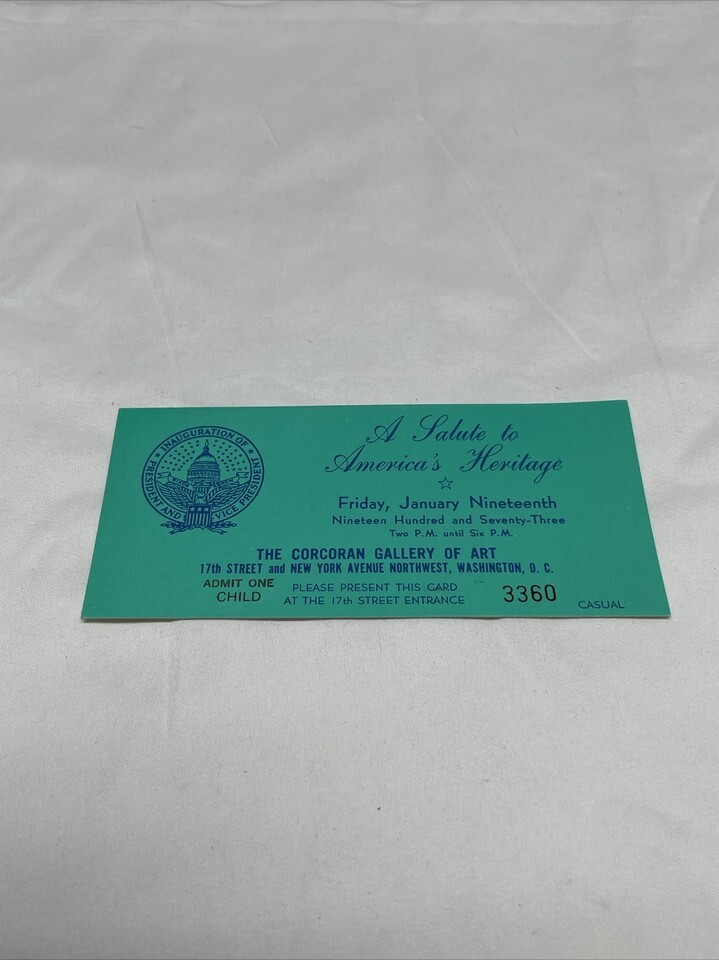 ★ INAUGURATION OF ★
PRESIDENT AND VICE PRESIDENT
A Salute to
America's Heritage
Friday, January Nineteenth
Nineteen Hundred and Seventy-Three
Two P.M. until Six P.M.
THE CORCORAN GALLERY OF ART
17th STREET and NEW YORK AVENUE NORTHWEST, WASHINGTON, D. C.
ADMIT ONE
CHILD
PLEASE PRESENT THIS CARD
AT THE 17th STREET ENTRANCE
3360
CASUAL